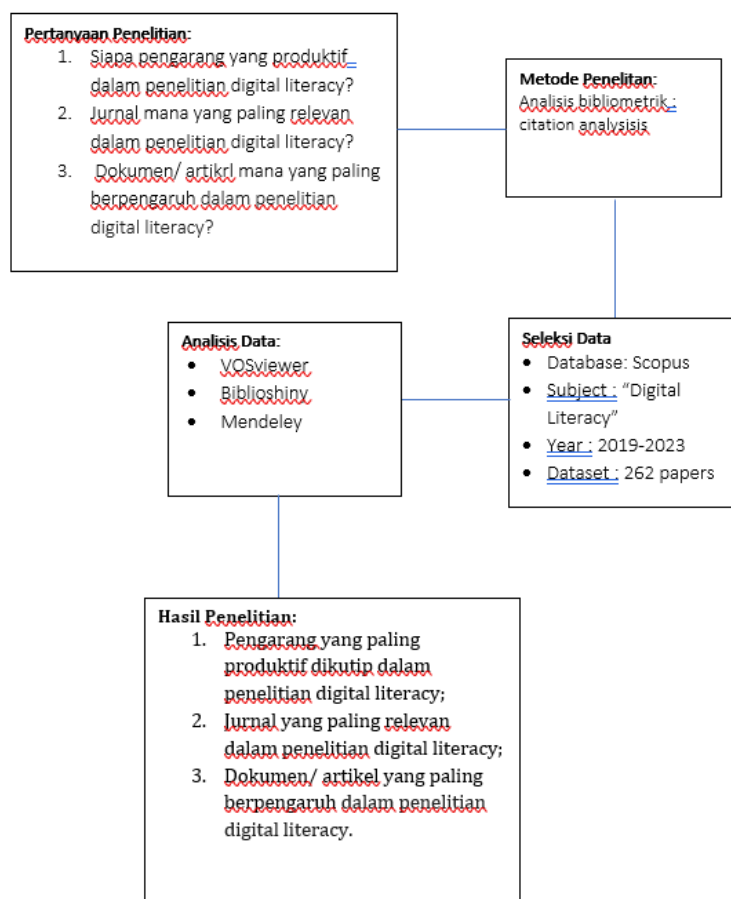 Pertanyaan Penelitian:
1. Siapa pengarang yang produktif
dalam penelitian digital literacy?
2. Jurnal mana yang paling relevan
dalam penelitian digital literacy?
3. Dokumen/ artikrl mana yang paling
berpengaruh dalam penelitian
digital literacy?
Metode Penelitan:
Analisis bibliometrik :
citation analysisis
Seleksi Data
• Database: Scopus
• Subject : “Digital
Literacy”
• Year : 2019-2023
• Dataset : 262 papers
Analisis Data:
• VOSviewer
• Biblioshiny
• Mendeley
Hasil Penelitian:
1. Pengarang yang paling
produktif dikutip dalam
penelitian digital literacy;
2. Jurnal yang paling relevan
dalam penelitian digital literacy;
3. Dokumen/ artikel yang paling
berpengaruh dalam penelitian
digital literacy.